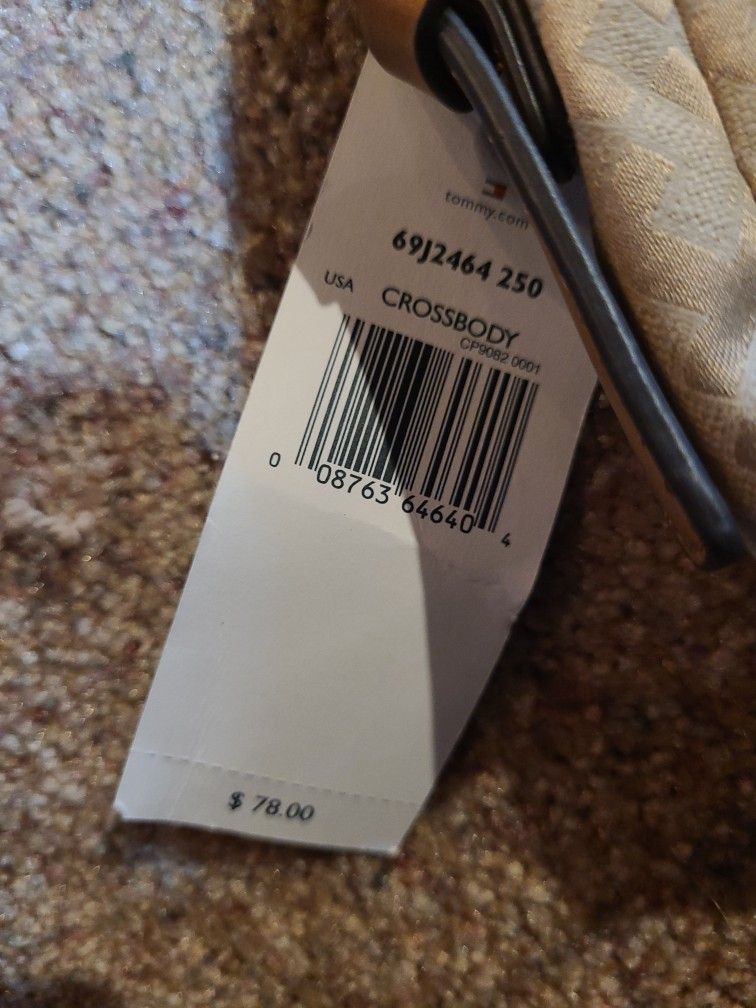 tommy.com
69J2464 250
USA CROSSBODY
CP9082 0001
0 08763 64640 4
$ 78.00